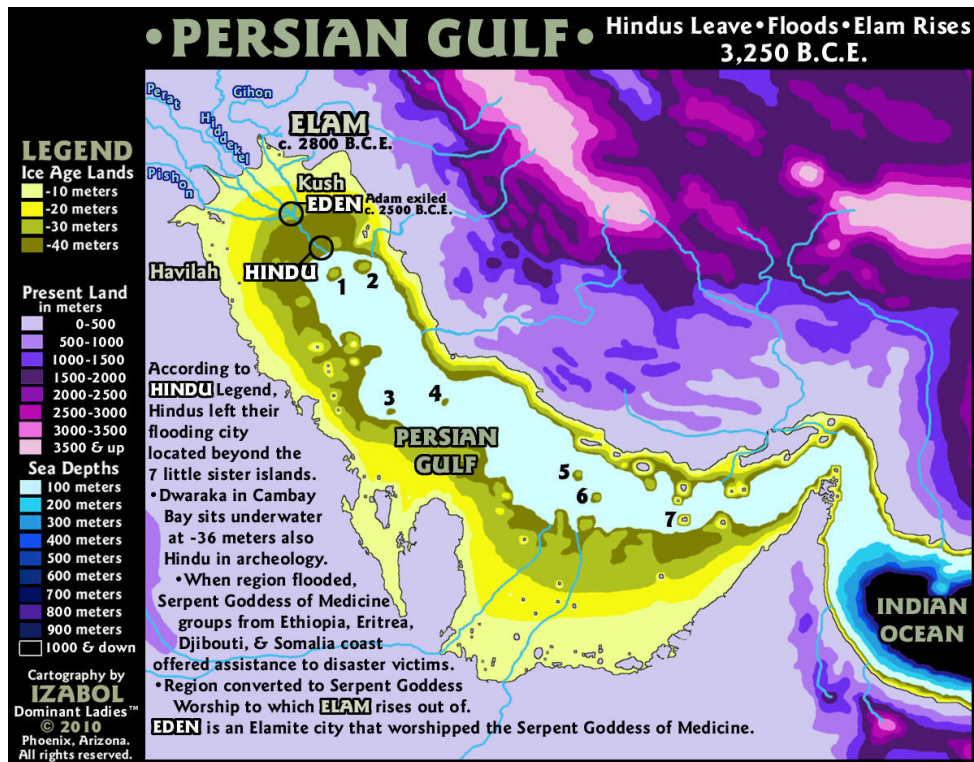 •PERSIAN GULF•
Hindus Leave•Floods•Elam Rises
3,250 B.C.E.
Perat
Gihon
Hiddekel
Pishon
ELAM
c. 2800 B.C.E.
Kush
EDEN
Adam exiled
c. 2500 B.C.E.
Havilah
HINDU
1
2
3
4
5
6
7
PERSIAN
GULF
INDIAN
OCEAN
LEGEND
Ice Age Lands
-10 meters
-20 meters
-30 meters
-40 meters
Present Land
in meters
0-500
500-1000
1000-1500
1500-2000
2000-2500
2500-3000
3000-3500
3500 & up
Sea Depths
100 meters
200 meters
300 meters
400 meters
500 meters
600 meters
700 meters
800 meters
900 meters
1000 & down
Cartography by
IZABOL
Dominant Ladies™
© 2010
Phoenix, Arizona.
All rights reserved.
According to
HINDU Legend,
Hindus left their
flooding city
located beyond the
7 little sister islands.
•Dwaraka in Cambay
Bay sits underwater
at -36 meters also
Hindu in archeology.
•When region flooded,
Serpent Goddess of Medicine
groups from Ethiopia, Eritrea,
Djibouti, & Somalia coast
offered assistance to disaster victims.
•Region converted to Serpent Goddess
Worship to which ELAM rises out of.
EDEN is an Elamite city that worshipped the Serpent Goddess of Medicine.